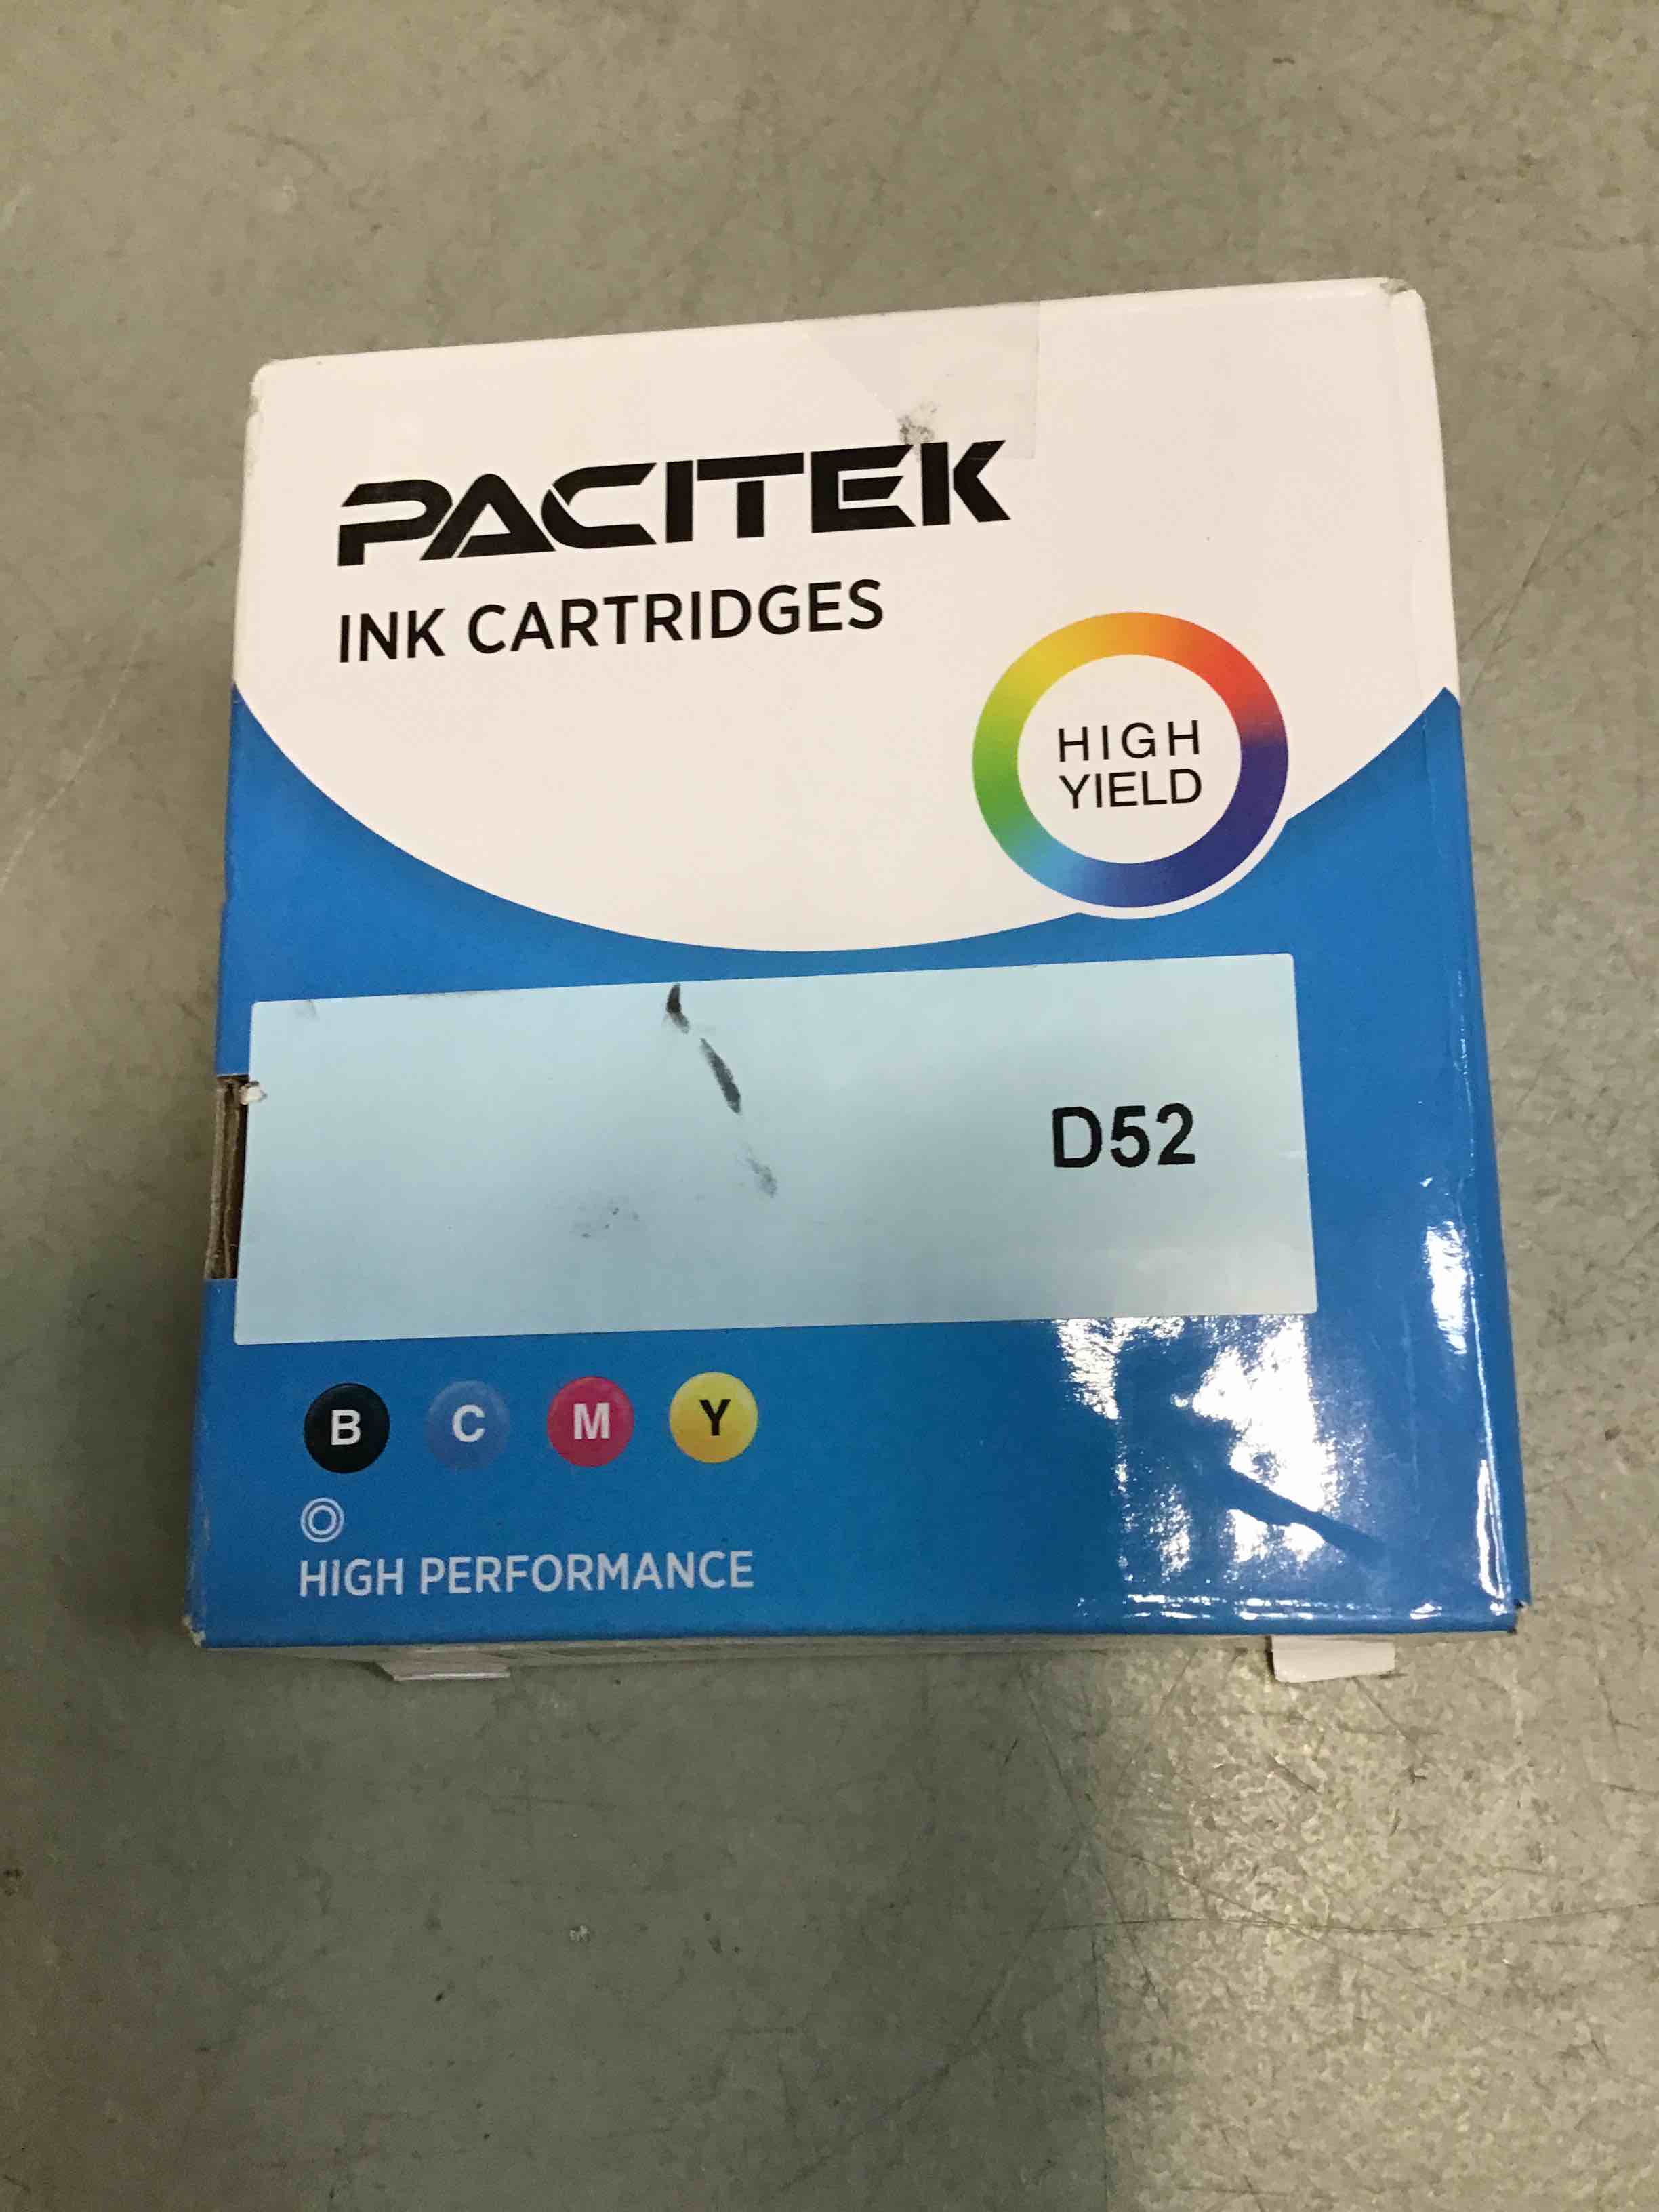 PACITEK
INK CARTRIDGES
HIGH
YIELD
D52
B C M Y
HIGH PERFORMANCE